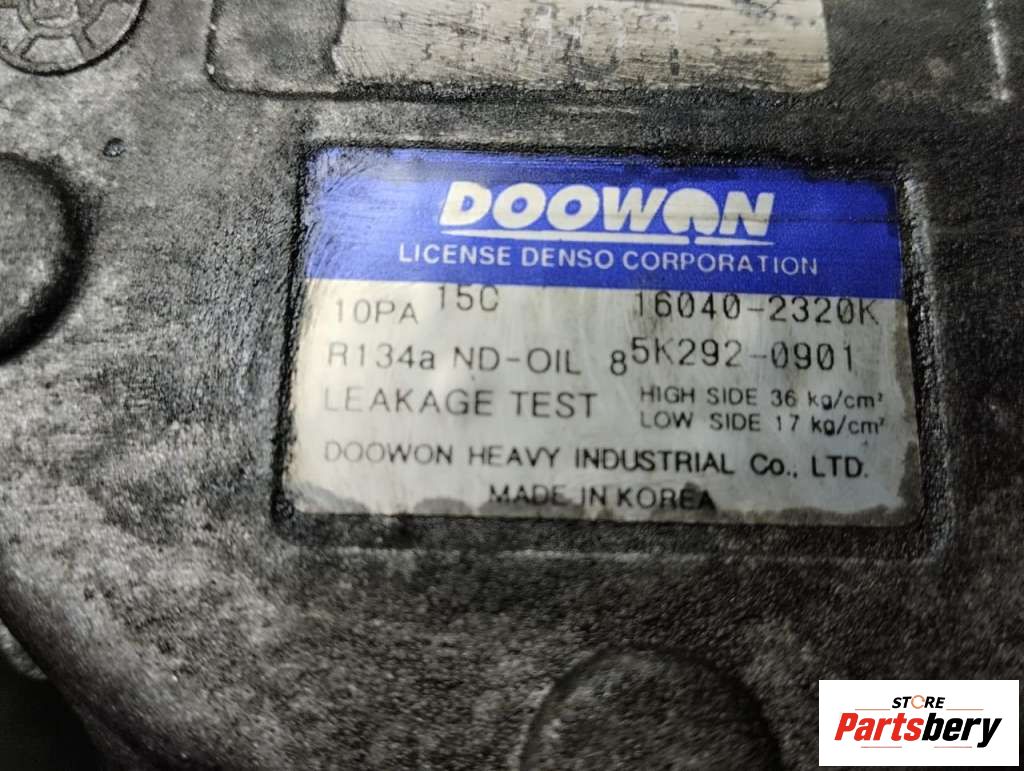 DOOWON
LICENSE DENSO CORPORATION
10PA 15C 16040-2320K
R134a ND-OIL 8 5K292-0901
LEAKAGE TEST HIGH SIDE 36 kg/cm²
LOW SIDE 17 kg/cm²
DOOWON HEAVY INDUSTRIAL Co., LTD.
MADE IN KOREA
STORE
Partsbery